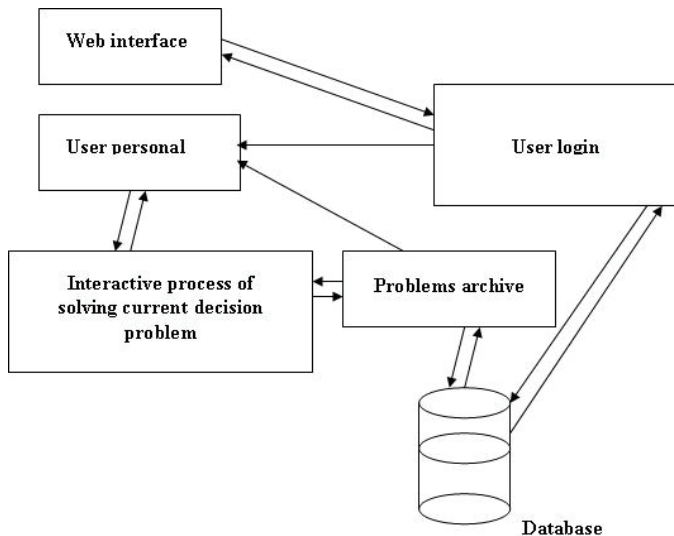 Web interface
User login
User personal
Interactive process of
solving current decision
problem
Problems archive
Database